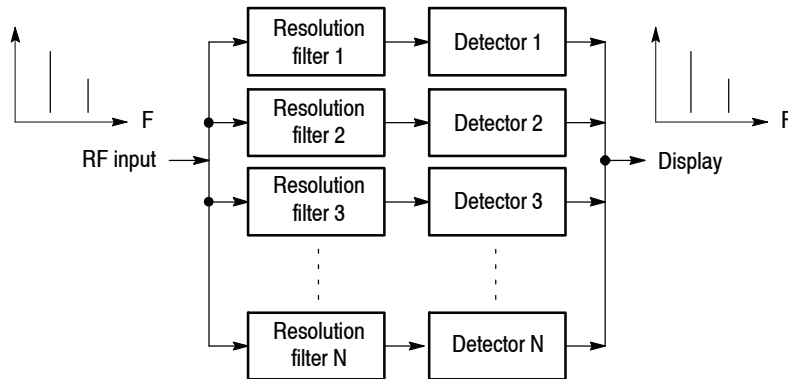 Resolution
filter 1
Detector 1
F
Resolution
filter 2
Detector 2
F
RF input
Display
Resolution
filter 3
Detector 3
Resolution
filter N
Detector N